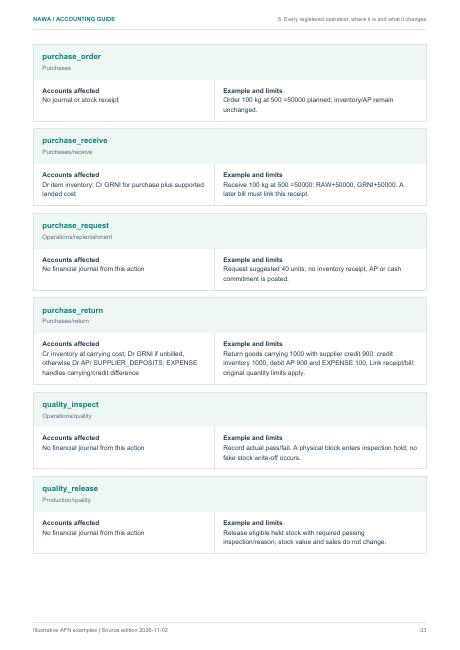 NAWA / ACCOUNTING GUIDE
5. Every registered operation: where it is and what it changes
purchase_order
Purchases
Accounts affected
No journal or stock receipt
Example and limits
Order 100 kg at 500 =50000 planned; inventory/AP remain
unchanged.
purchase_receive
Purchases/receive
Accounts affected
Dr item inventory; Cr GRNI for purchase plus supported
landed cost
Example and limits
Receive 100 kg at 500 =50000: RAW+50000, GRNI+50000. A
later bill must link this receipt.
purchase_request
Operations/replenishment
Accounts affected
No financial journal from this action
Example and limits
Request suggested 40 units; no inventory receipt, AP or cash
commitment is posted.
purchase_return
Purchases/return
Accounts affected
Cr inventory at carrying cost; Dr GRNI if unbilled,
otherwise Dr AP/ SUPPLIER_DEPOSITS; EXPENSE
handles carrying/credit difference
Example and limits
Return goods carrying 1000 with supplier credit 900: credit
inventory 1000, debit AP 900 and EXPENSE 100. Link receipt/bill;
original quantity limits apply.
quality_inspect
Operations/quality
Accounts affected
No financial journal from this action
Example and limits
Record actual pass/fail. A physical block enters inspection hold; no
fake stock write-off occurs.
quality_release
Production/quality
Accounts affected
No financial journal from this action
Example and limits
Release eligible held stock with required passing
inspection/reason; stock value and sales do not change.
Illustrative AFN examples | Source edition 2026-11-02
33